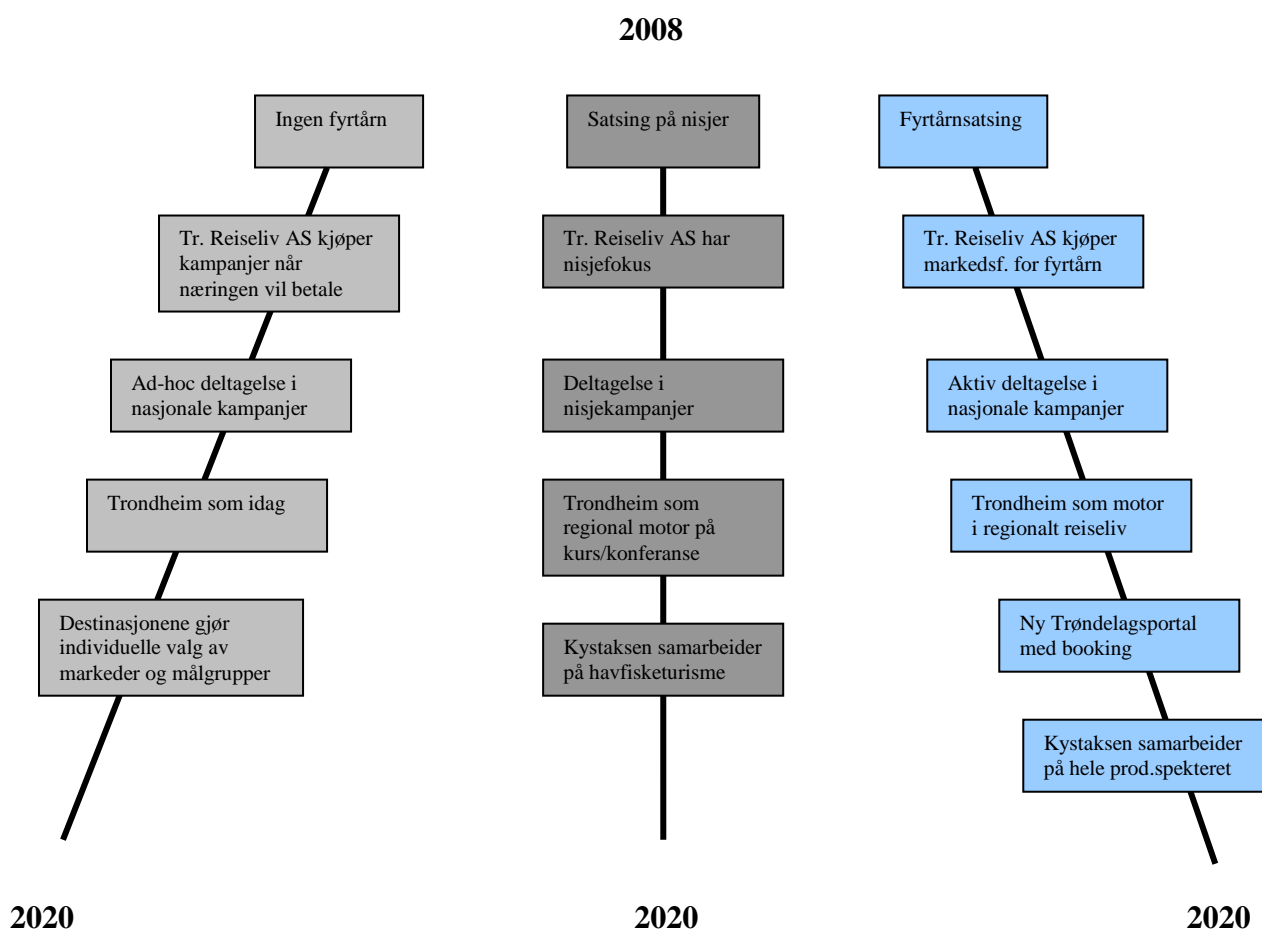 2008
Ingen fyrtårn
Tr. Reiseliv AS kjøper
kampanjer når
næringen vil betale
Ad-hoc deltagelse i
nasjonale kampanjer
Trondheim som idag
Destinasjonene gjør
individuelle valg av
markeder og målgrupper
2020
Satsing på nisjer
Tr. Reiseliv AS har
nisjefokus
Deltagelse i
nisjekampanjer
Trondheim som
regional motor på
kurs/konferanse
Kystaksen samarbeider
på havfisketurisme
2020
Fyrtårnsatsing
Tr. Reiseliv AS kjøper
markedsf. for fyrtårn
Aktiv deltagelse i
nasjonale kampanjer
Trondheim som motor
i regionalt reiseliv
Ny Trøndelagsportal
med booking
Kystaksen samarbeider
på hele prod.spekteret
2020